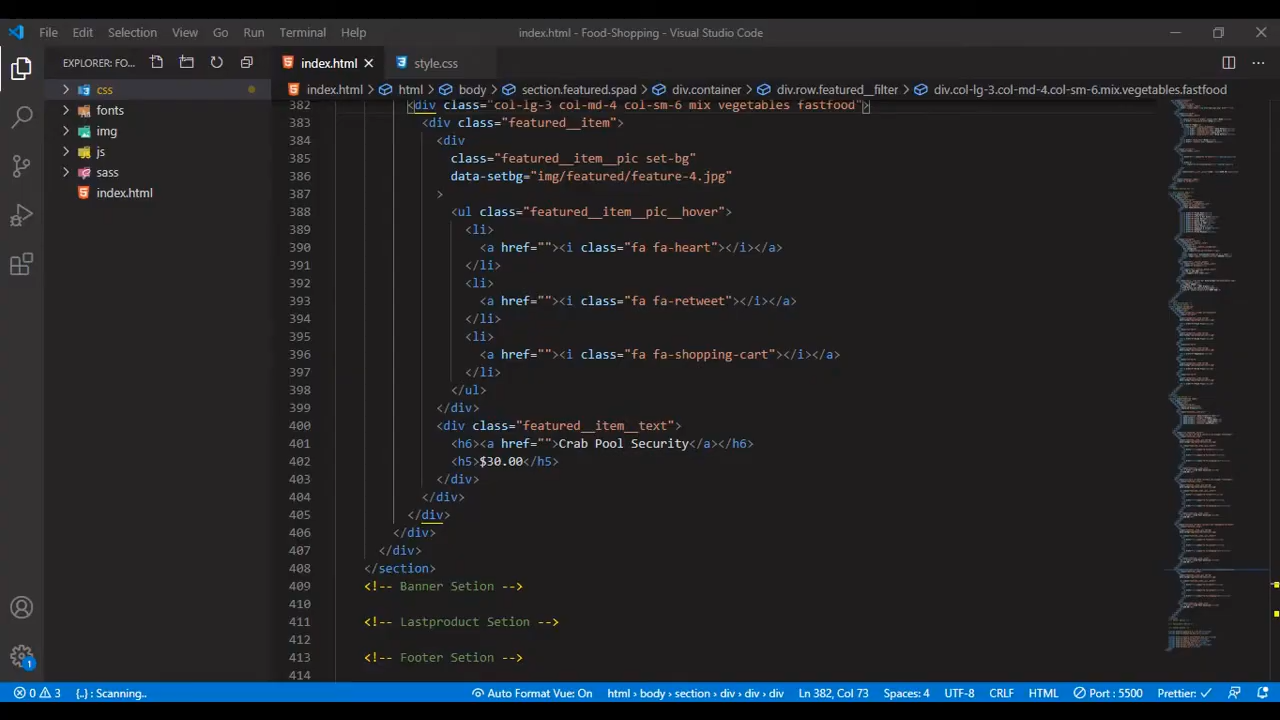 File Edit Selection View Go Run Terminal Help index.html - Food-Shopping - Visual Studio Code
EXPLORER: FO... index.html style.css
css index.html > html > body > section.featured.spad > div.container > div.row.featured__filter > div.col-lg-3.col-md-4.col-sm-6.mix.vegetables.fastfood
fonts
img
js
sass
index.html
382 <div class="col-lg-3 col-md-4 col-sm-6 mix vegetables fastfood">
383 <div class="featured__item">
384 <div
385 class="featured__item__pic set-bg"
386 data-setbg="img/featured/feature-4.jpg"
387 >
388 <ul class="featured__item__pic__hover">
389 <li>
390 <a href=""><i class="fa fa-heart"></i></a>
391 </li>
392 <li>
393 <a href=""><i class="fa fa-retweet"></i></a>
394 </li>
395 <li>
396 <a href=""><i class="fa fa-shopping-cart"></i></a>
397 </li>
398 </ul>
399 </div>
400 <div class="featured__item__text">
401 <h6><a href="">Crab Pool Security</a></h6>
402 <h5> </h5>
403 </div>
404 </div>
405 </div>
406 </div>
407 </div>
408 </section>
409 <!-- Banner Setion -->
410
411 <!-- Lastproduct Setion -->
412
413 <!-- Footer Setion -->
414
1
0 3 {..} : Scanning.. Auto Format Vue: On html > body > section > div > div > div Ln 382, Col 73 Spaces: 4 UTF-8 CRLF HTML Port : 5500 Prettier: ✓